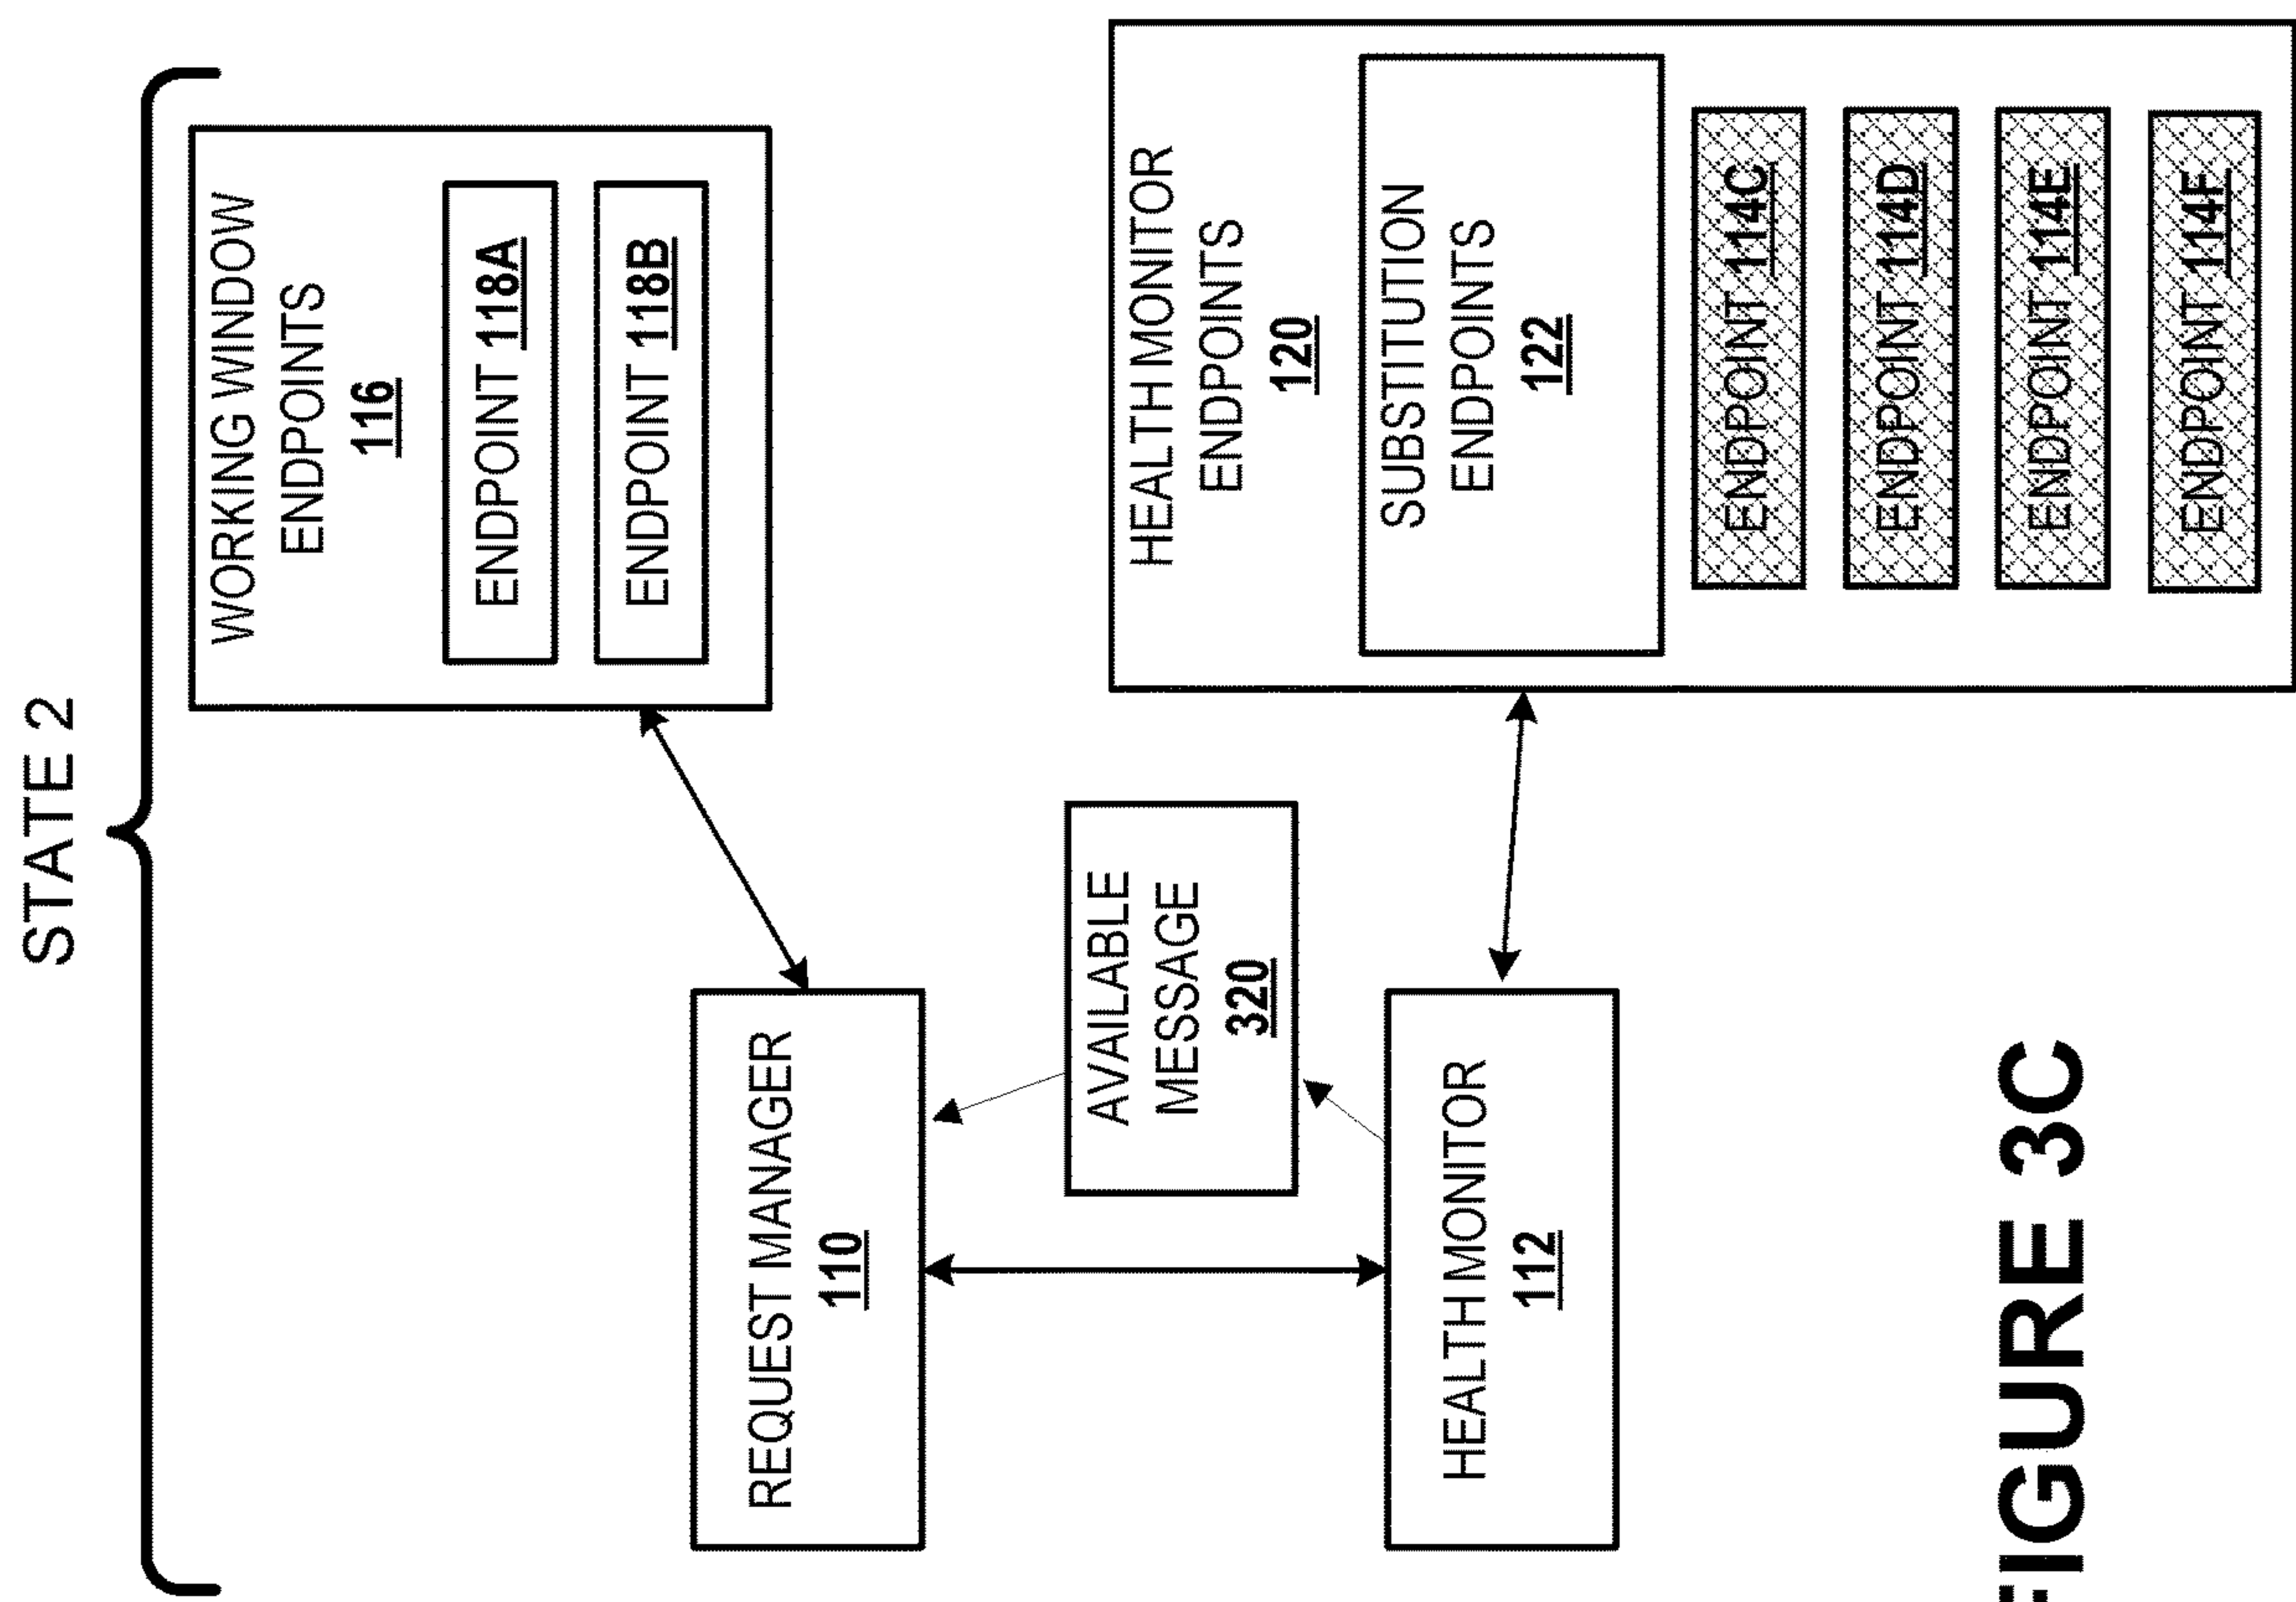 STATE 2
WORKING WINDOW
ENDPOINTS
116
ENDPOINT 118A
ENDPOINT 118B
REQUEST MANAGER
110
AVAILABLE
MESSAGE
320
HEALTH MONITOR
112
HEALTH MONITOR
ENDPOINTS
120
SUBSTITUTION
ENDPOINTS
122
ENDPOINT 114C
ENDPOINT 114D
ENDPOINT 114E
ENDPOINT 114F
FIGURE 3C